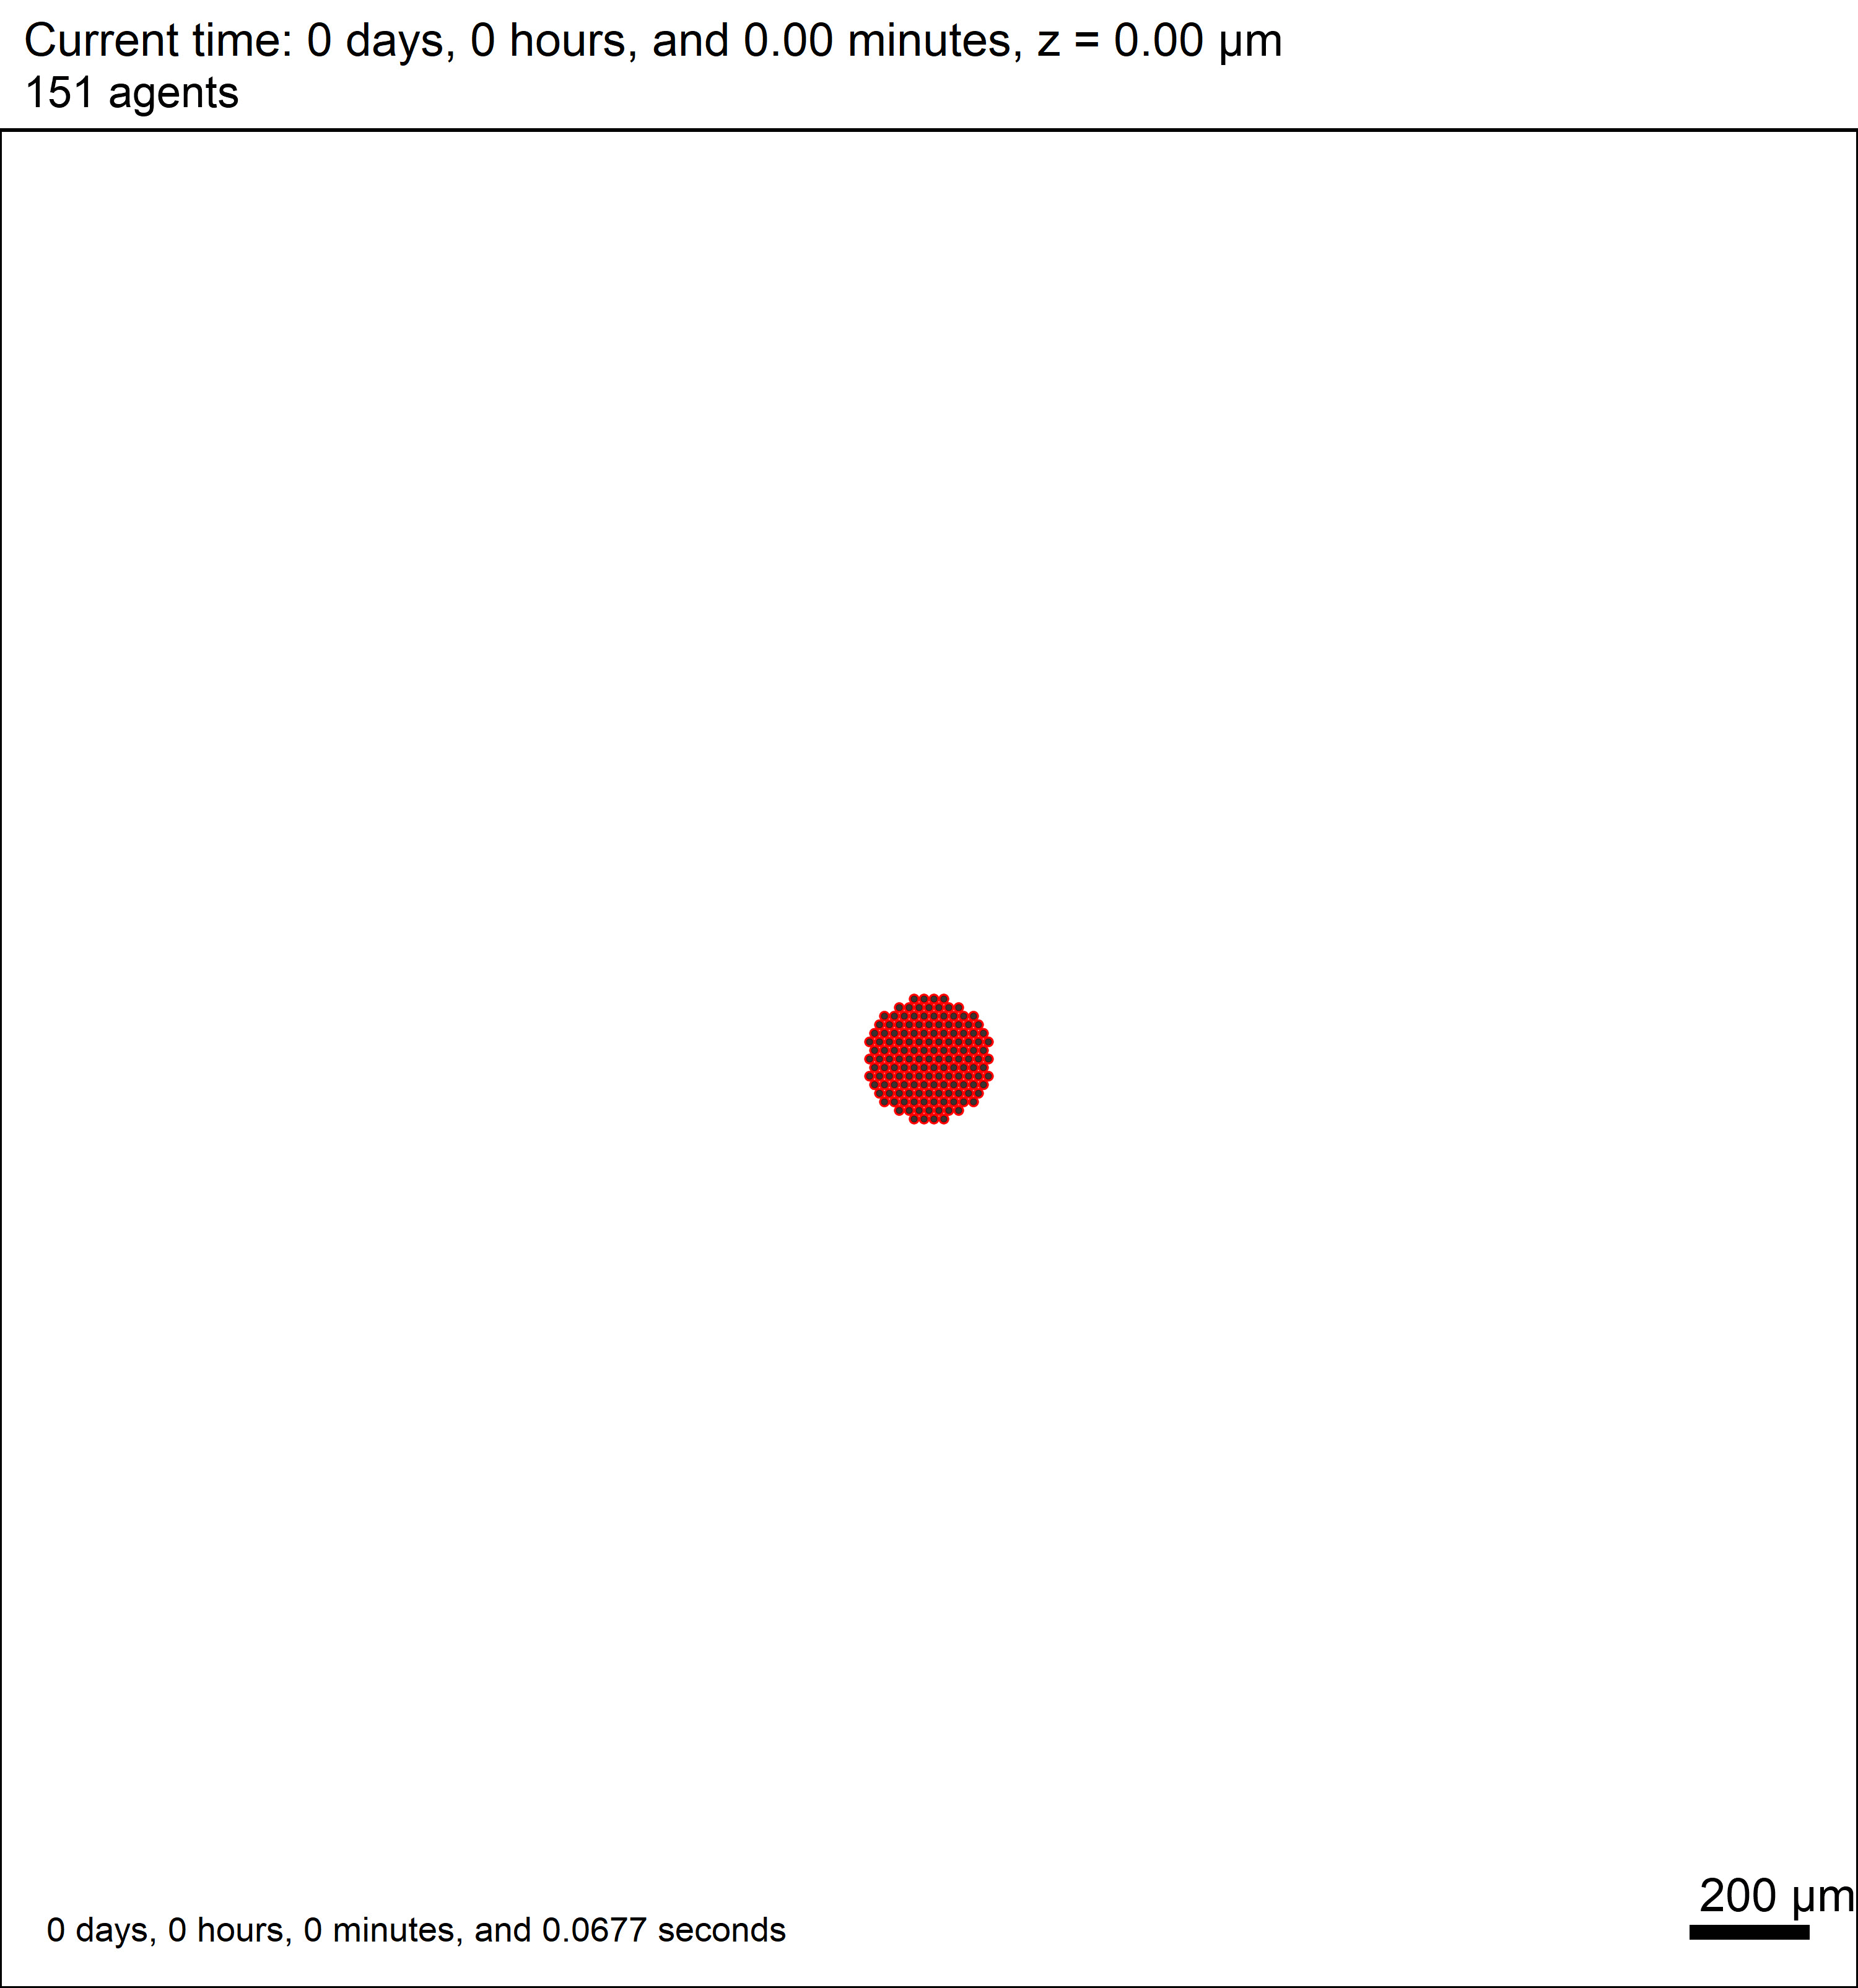 Current time: 0 days, 0 hours, and 0.00 minutes, z = 0.00 μm
151 agents
200 μm
0 days, 0 hours, 0 minutes, and 0.0677 seconds